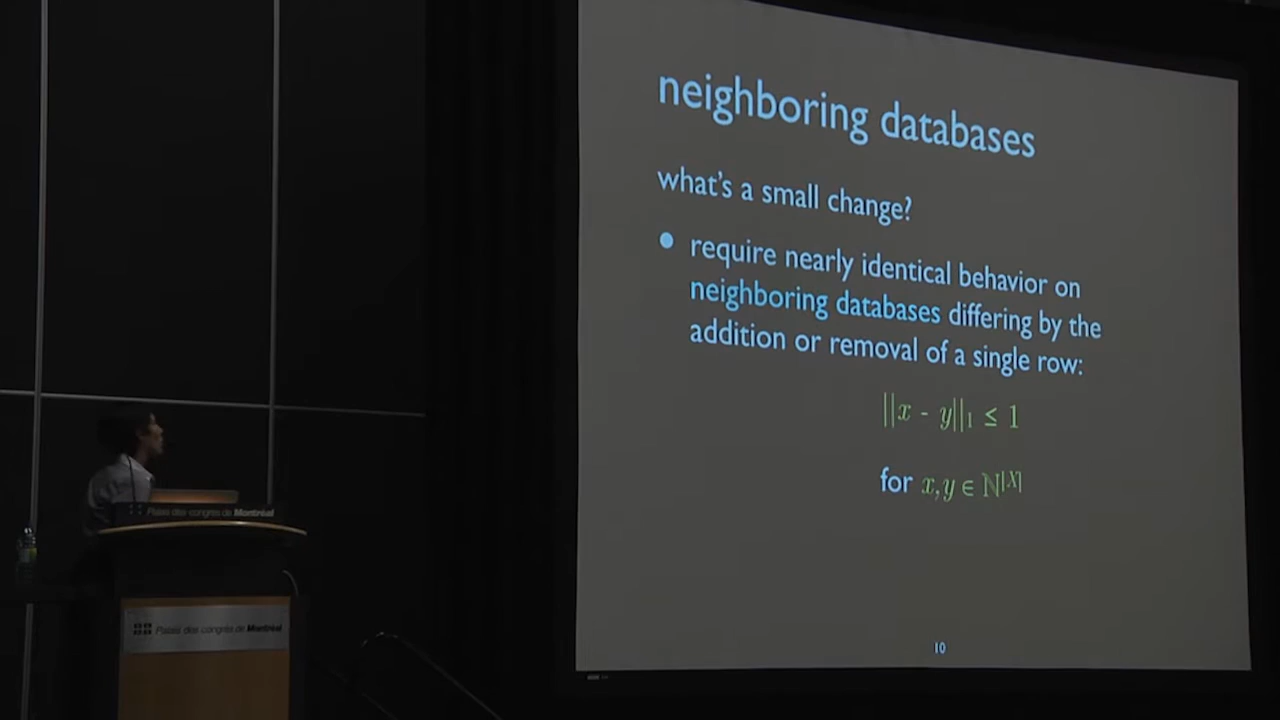 neighboring databases
what's a small change?
• require nearly identical behavior on
neighboring databases differing by the
addition or removal of a single row:
||x - y||₁ ≤ 1
for x,y ∈ ℕ^|X|
10
Palais des congrès de Montréal
Palais des congrès de Montréal